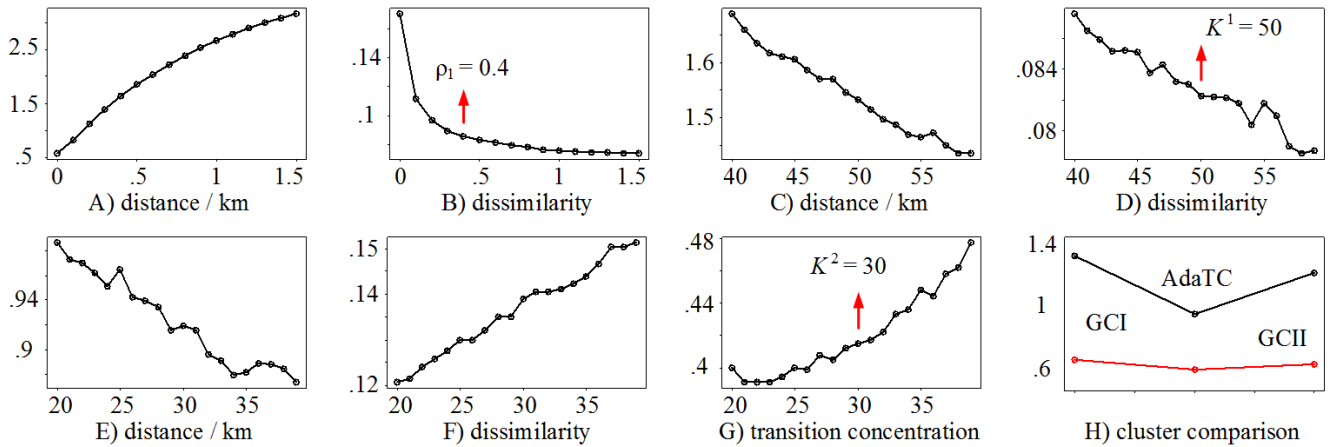 2.5
1.5
.5
0 .5 1 1.5
A) distance / km
.14
.1
ρ1 = 0.4
0 .5 1 1.5
B) dissimilarity
1.6
1.5
40 45 50 55
C) distance / km
.084
.08
K^1 = 50
40 45 50 55
D) dissimilarity
.94
.9
20 25 30 35
E) distance / km
.15
.14
.13
.12
20 25 30 35
F) dissimilarity
.48
.44
.4
K^2 = 30
20 25 30 35
G) transition concentration
1.4
1
.6
AdaTC
GCI
GCII
H) cluster comparison